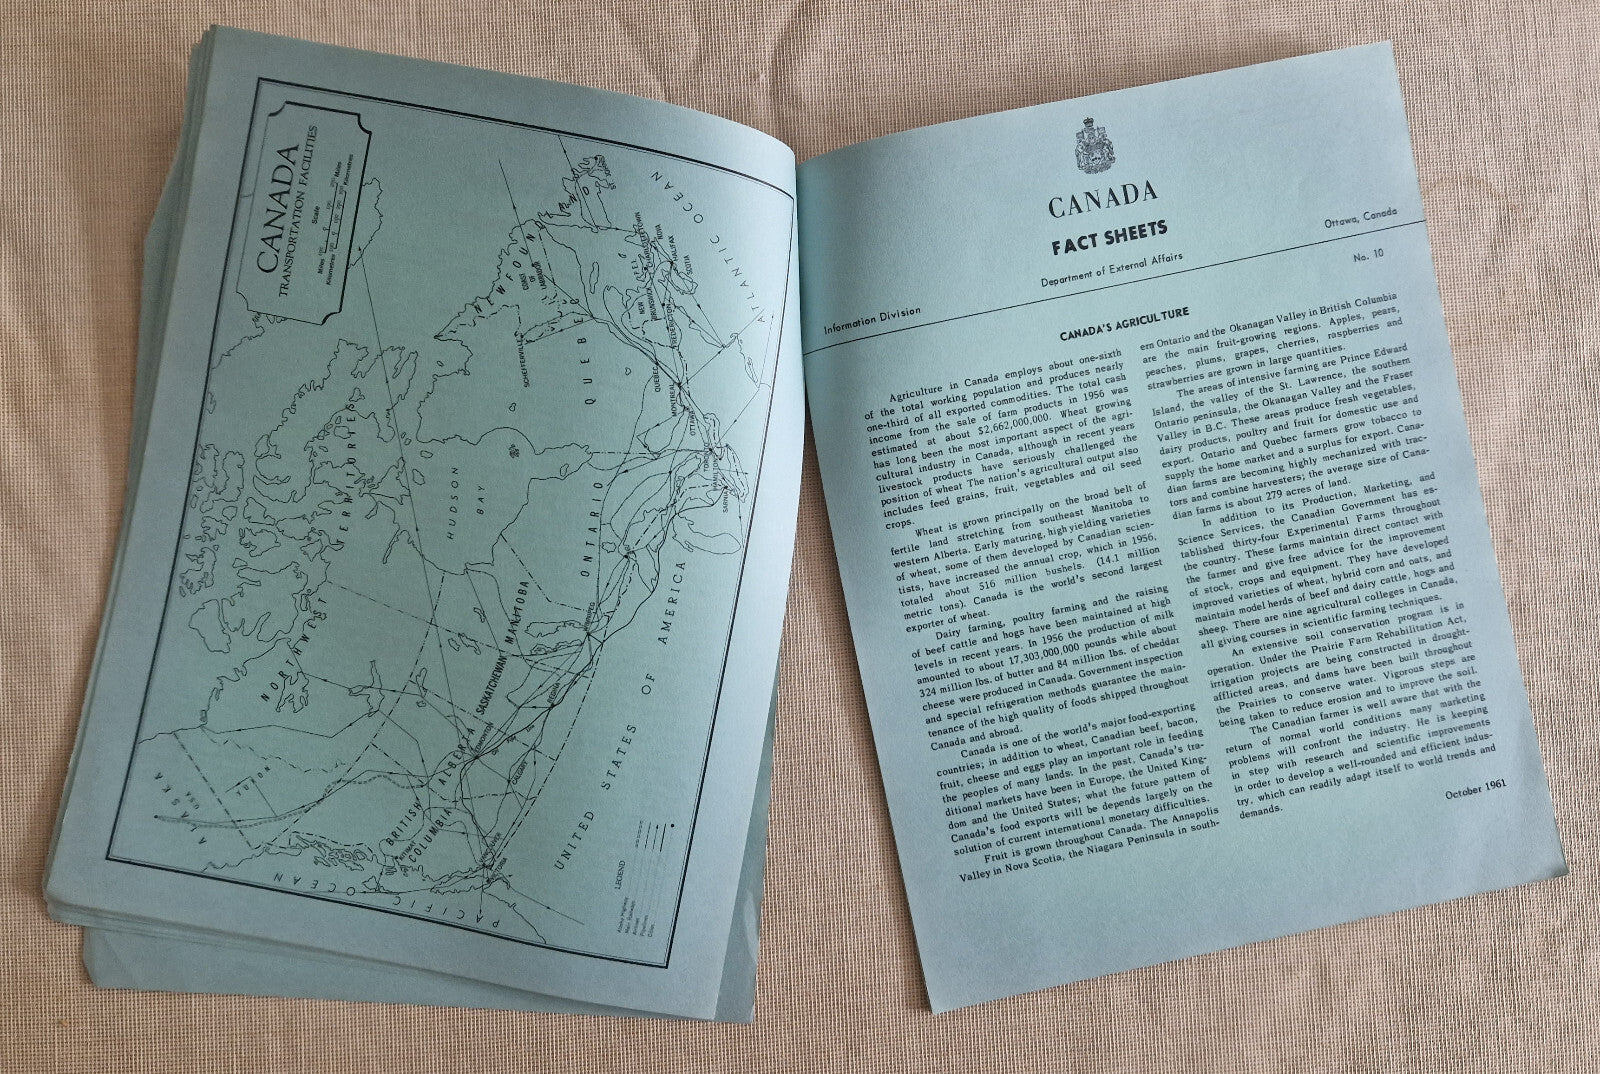 CANADA
TRANSPORTATION FACILITIES
Scale
Miles
Miles
Kilometres
Kilometres
ATLANTIC OCEAN
NEWFOUND
COAST
OF
LABRADOR
SCHEFFERVILLE
QUEBEC
NEW
BRUNSWICK
FREDERICTON
CHARLOTTETOWN
NOVA
HALIFAX
SCOTIA
QUEBEC
MONTREAL
OTTAWA
TORONTO
HAMILTON
SARNIA
NORTHWEST
TERRITORIES
HUDSON
BAY
ONTARIO
MANITOBA
WINNIPEG
SASKATCHEWAN
REGINA
ALBERTA
EDMONTON
CALGARY
BRITISH
COLUMBIA
KITIMAT
VANCOUVER
YUKON
ALASKA
USA
UNITED STATES OF AMERICA
PACIFIC OCEAN
LEGEND
CANADA
FACT SHEETS
Ottawa, Canada
Department of External Affairs
Information Division
No. 10
CANADA'S AGRICULTURE
Agriculture in Canada employs about one-sixth
of the total working population and produces nearly
one-third of all exported commodities. The total cash
income from the sale of farm products in 1956 was
estimated at about $2,662,000,000. Wheat growing
has long been the most important aspect of the agri-
cultural industry in Canada, although in recent years
livestock products have seriously challenged the
position of wheat The nation's agricultural output also
includes feed grains, fruit, vegetables and oil seed
crops.
Wheat is grown principally on the broad belt of
fertile land stretching from southeast Manitoba to
western Alberta. Early maturing, high yielding varieties
of wheat, some of them developed by Canadian scien-
tists, have increased the annual crop, which in 1956,
totaled about 516 million bushels. (14.1 million
metric tons). Canada is the world's second largest
exporter of wheat.
Dairy farming, poultry farming and the raising
of beef cattle and hogs have been maintained at high
levels in recent years. In 1956 the production of milk
amounted to about 17,303,000,000 pounds while about
324 million lbs. of butter and 84 million lbs. of cheddar
cheese were produced in Canada. Government inspection
and special refrigeration methods guarantee the main-
tenance of the high quality of foods shipped throughout
Canada and abroad.
Canada is one of the world's major food-exporting
countries; in addition to wheat, Canadian beef, bacon,
fruit, cheese and eggs play an important role in feeding
the peoples of many lands. In the past, Canada's tra-
ditional markets have been in Europe, the United King-
dom and the United States; what the future pattern of
Canada's food exports will be depends largely on the
solution of current international monetary difficulties.
Fruit is grown throughout Canada. The Annapolis
Valley in Nova Scotia, the Niagara Peninsula in south-
ern Ontario and the Okanagan Valley in British Columbia
are the main fruit-growing regions. Apples, pears,
peaches, plums, grapes, cherries, raspberries and
strawberries are grown in large quantities.
The areas of intensive farming are Prince Edward
Island, the valley of the St. Lawrence, the southern
Ontario peninsula, the Okanagan Valley and the Fraser
Valley in B.C. These areas produce fresh vegetables,
dairy products, poultry and fruit for domestic use and
export. Ontario and Quebec farmers grow tobacco to
supply the home market and a surplus for export. Cana-
dian farms are becoming highly mechanized with trac-
tors and combine harvesters; the average size of Cana-
dian farms is about 279 acres of land.
In addition to its Production, Marketing, and
Science Services, the Canadian Government has es-
tablished thirty-four Experimental Farms throughout
the country. These farms maintain direct contact with
the farmer and give free advice for the improvement
of stock, crops and equipment. They have developed
improved varieties of wheat, hybrid corn and oats, and
maintain model herds of beef and dairy cattle, hogs and
sheep. There are nine agricultural colleges in Canada,
all giving courses in scientific farming techniques.
An extensive soil conservation program is in
operation. Under the Prairie Farm Rehabilitation Act,
irrigation projects are being constructed in drought-
afflicted areas, and dams have been built throughout
the Prairies to conserve water. Vigorous steps are
being taken to reduce erosion and to improve the soil.
The Canadian farmer is well aware that with the
return of normal world conditions many marketing
problems will confront the industry. He is keeping
in step with research and scientific improvements
in order to develop a well-rounded and efficient indus-
try, which can readily adapt itself to world trends and
demands.
October 1961